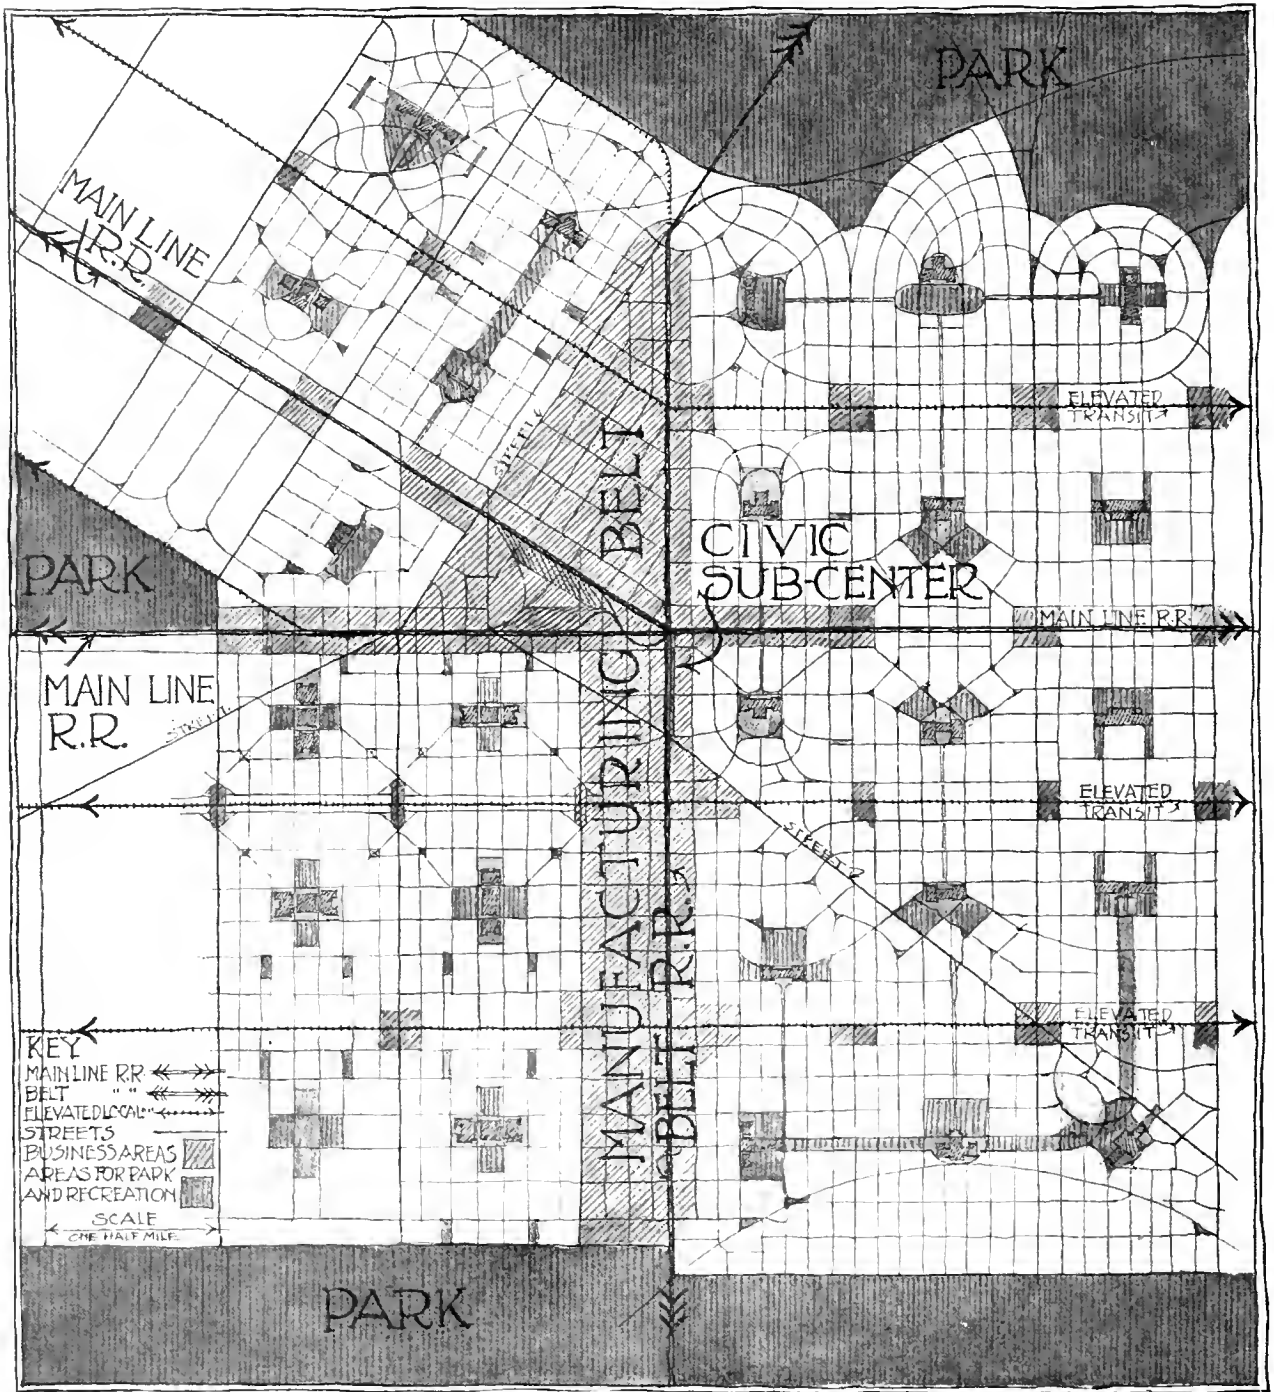 PARK
MAIN LINE
R.R.
STREET
BELT
ELEVATED
TRANSIT
CIVIC
SUB-CENTER
PARK
MAIN LINE R.R.
MAIN LINE
R.R.
STREET
MANUFACTURING
ELEVATED
TRANSIT
STREET
BELT R.R.
ELEVATED
TRANSIT
KEY
MAIN LINE R.R.
BELT " "
ELEVATED LOCAL "
STREETS
BUSINESS AREAS
AREAS FOR PARK
AND RECREATION
SCALE
ONE HALF MILE
PARK